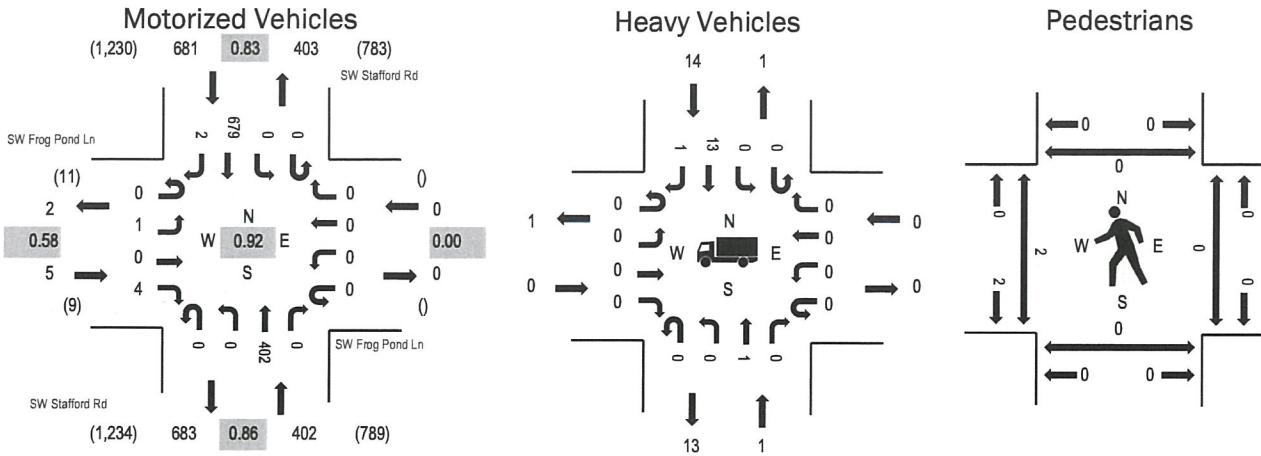 Motorized Vehicles
(1,230) 681 0.83 403 (783)
SW Stafford Rd
SW Frog Pond Ln
2 679 0 0
(11) 0 0 ()
2 1 N 0 0
0.58 W 0.92 E 0.00
5 0 S 0 0
(9) 4 0 ()
0 0 402 0
SW Frog Pond Ln
SW Stafford Rd
(1,234) 683 0.86 402 (789)
Heavy Vehicles
14 1
1 13 0 0
0 0
1 0 N 0 0
W E
0 0 S 0 0
0 0
0 0 1 0
13 1
Pedestrians
0 0
0
0 N 0
W E
2 0
2 S 0
0
0 0